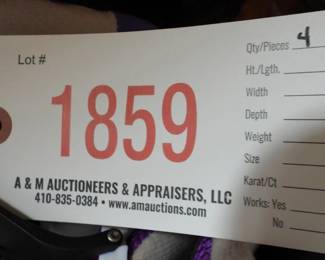 Lot #
1859
A & M AUCTIONEERS & APPRAISERS, LLC
410-835-0384 • www.amauctions.com
Qty/Pieces 4
Ht./Lgth.
Width
Depth
Weight
Size
Karat/Ct
Works: Yes
No